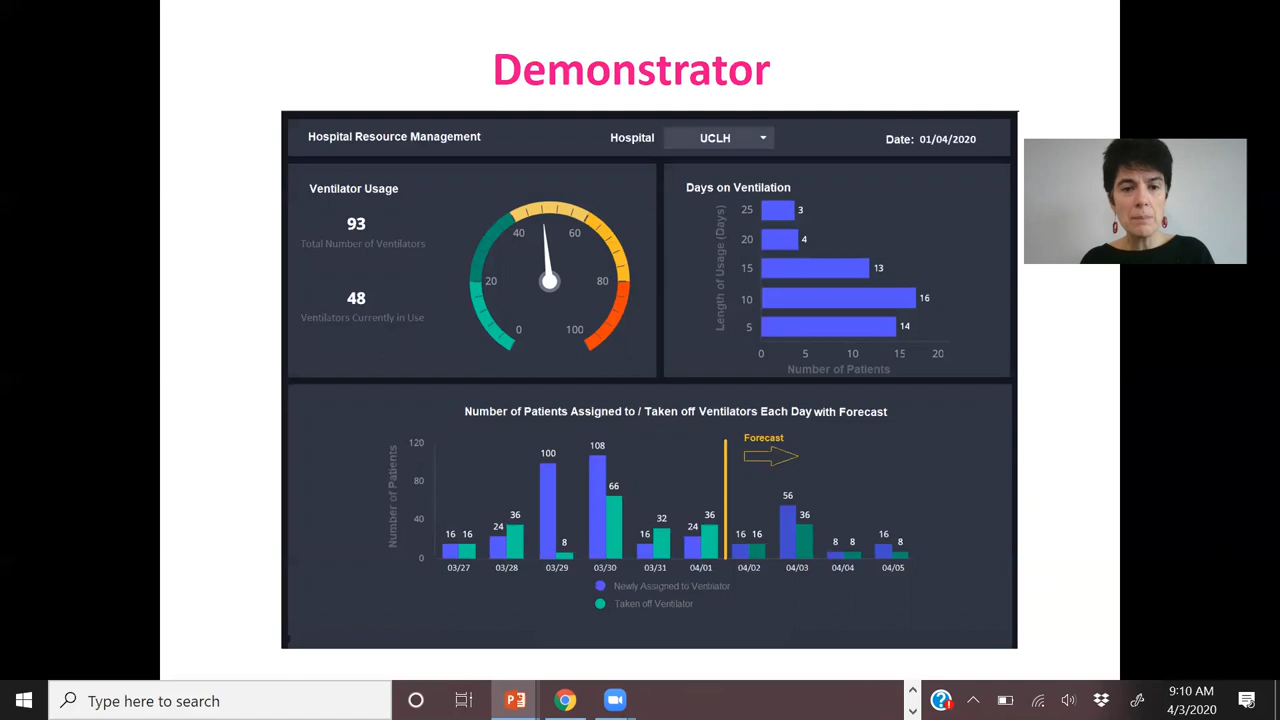 Demonstrator
Hospital Resource Management
Hospital
UCLH
Date: 01/04/2020
Ventilator Usage
93
Total Number of Ventilators
48
Ventilators Currently in Use
0
20
40
60
80
100
Days on Ventilation
Length of Usage (Days)
25 3
20 4
15 13
10 16
5 14
0 5 10 15 20
Number of Patients
Number of Patients Assigned to / Taken off Ventilators Each Day with Forecast
Forecast
Number of Patients
120
80
40
0
16 16 24 36 100 8 108 66 16 32 24 36 16 16 56 36 8 8 16 8
03/27 03/28 03/29 03/30 03/31 04/01 04/02 04/03 04/04 04/05
Newly Assigned to Ventilator
Taken off Ventilator
Type here to search
9:10 AM
4/3/2020